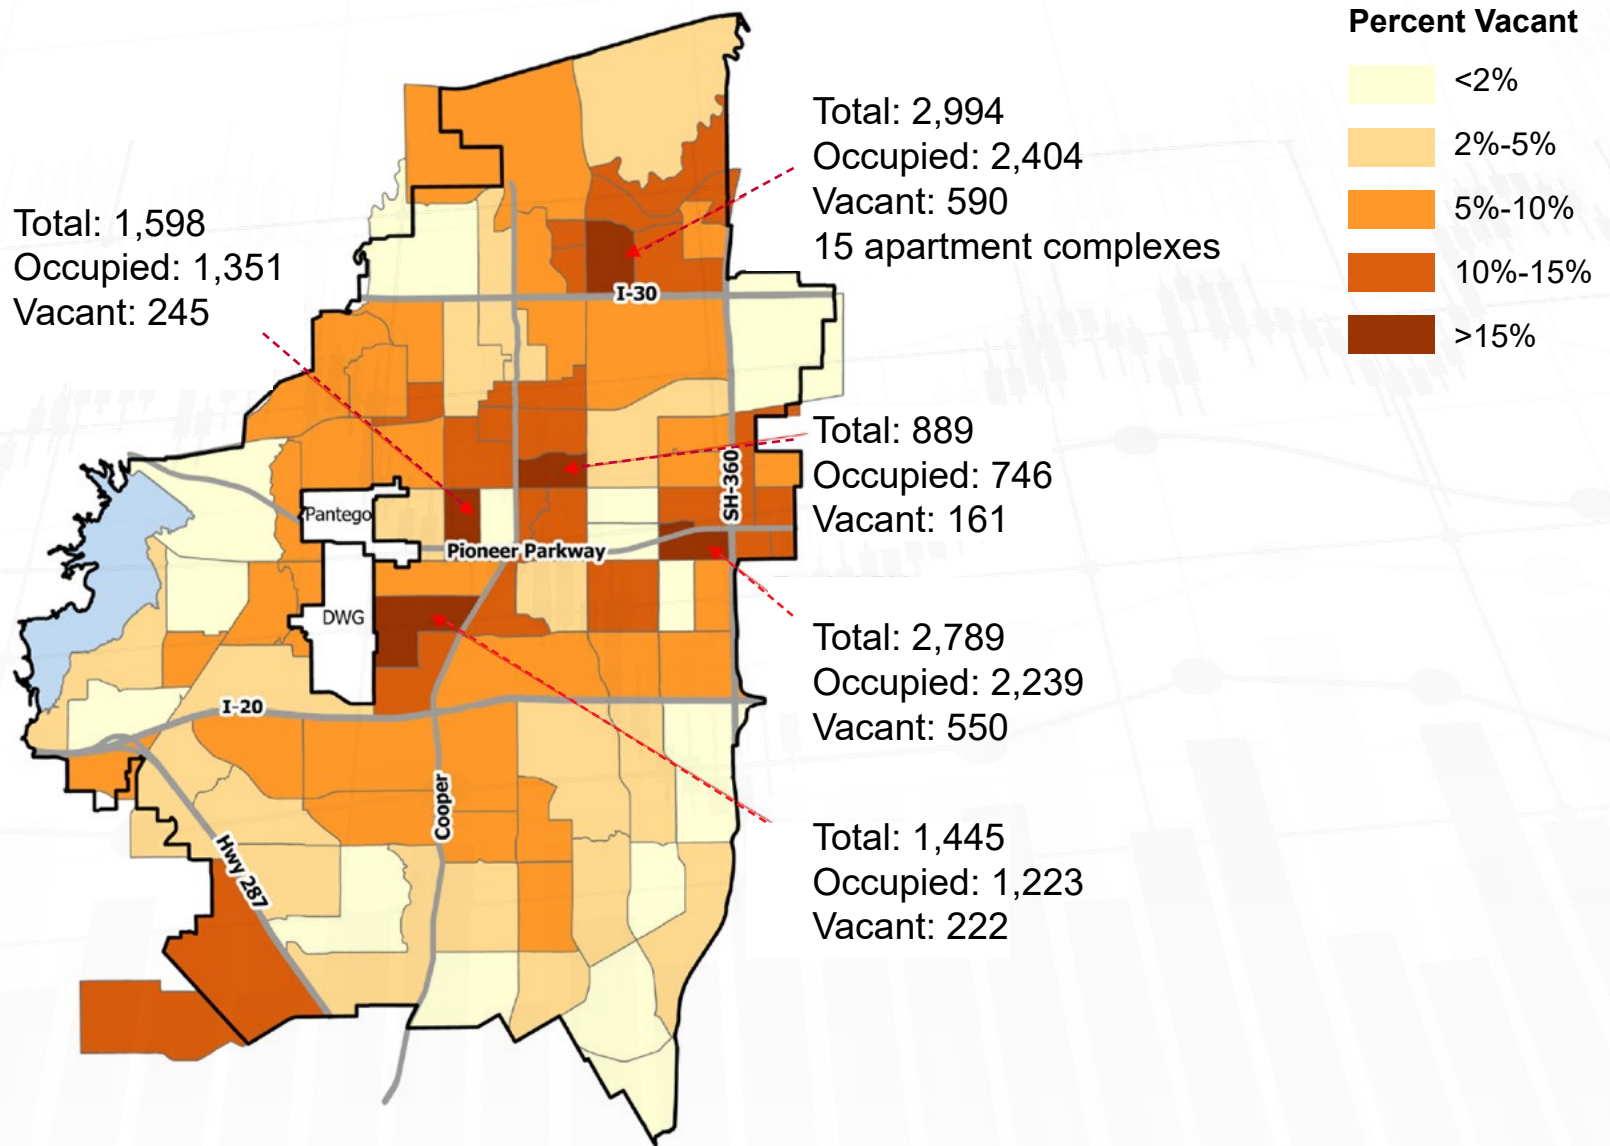 Percent Vacant
<2%
2%-5%
5%-10%
10%-15%
>15%
Total: 2,994
Occupied: 2,404
Vacant: 590
15 apartment complexes
Total: 1,598
Occupied: 1,351
Vacant: 245
I-30
Total: 889
Occupied: 746
Vacant: 161
SH-360
Pantego
Pioneer Parkway
DWG
Total: 2,789
Occupied: 2,239
Vacant: 550
I-20
Cooper
Hwy 287
Total: 1,445
Occupied: 1,223
Vacant: 222